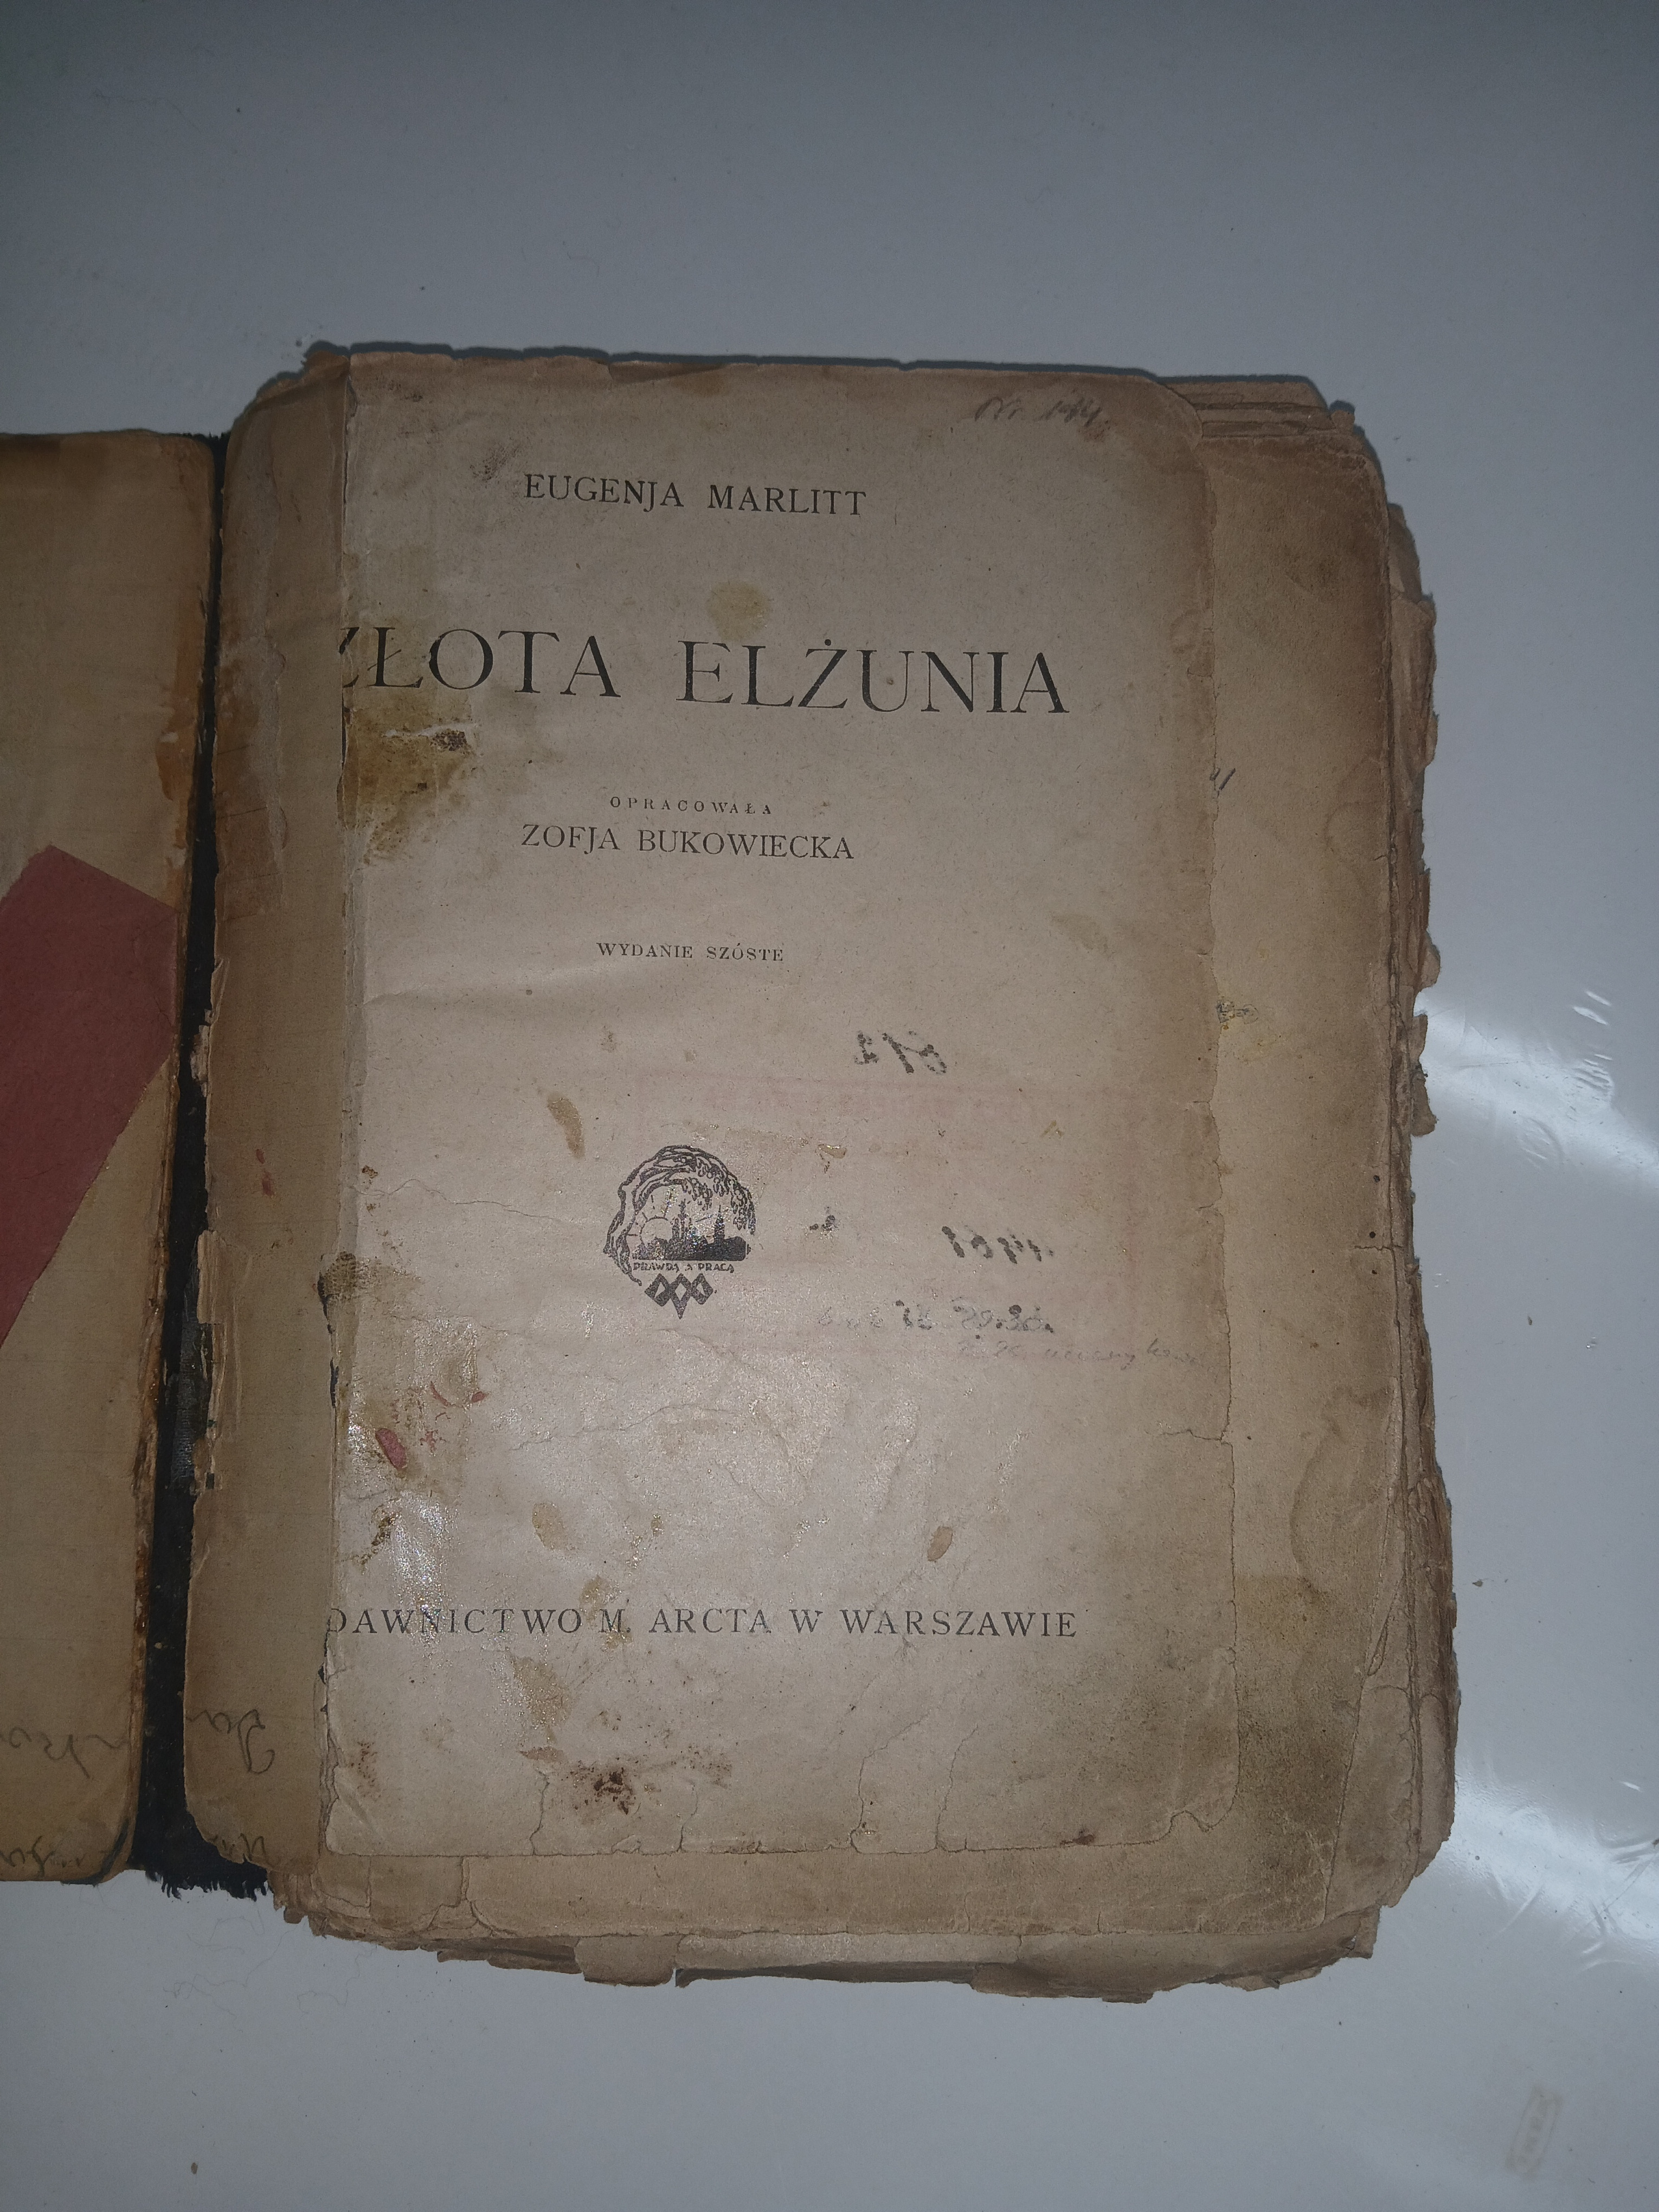 EUGENJA MARLITT
ZŁOTA ELŻUNIA
OPRACOWAŁA
ZOFJA BUKOWIECKA
WYDANIE SZÓSTE
PRAWDĄ A PRACĄ
DAWNICTWO M. ARCTA W WARSZAWIE